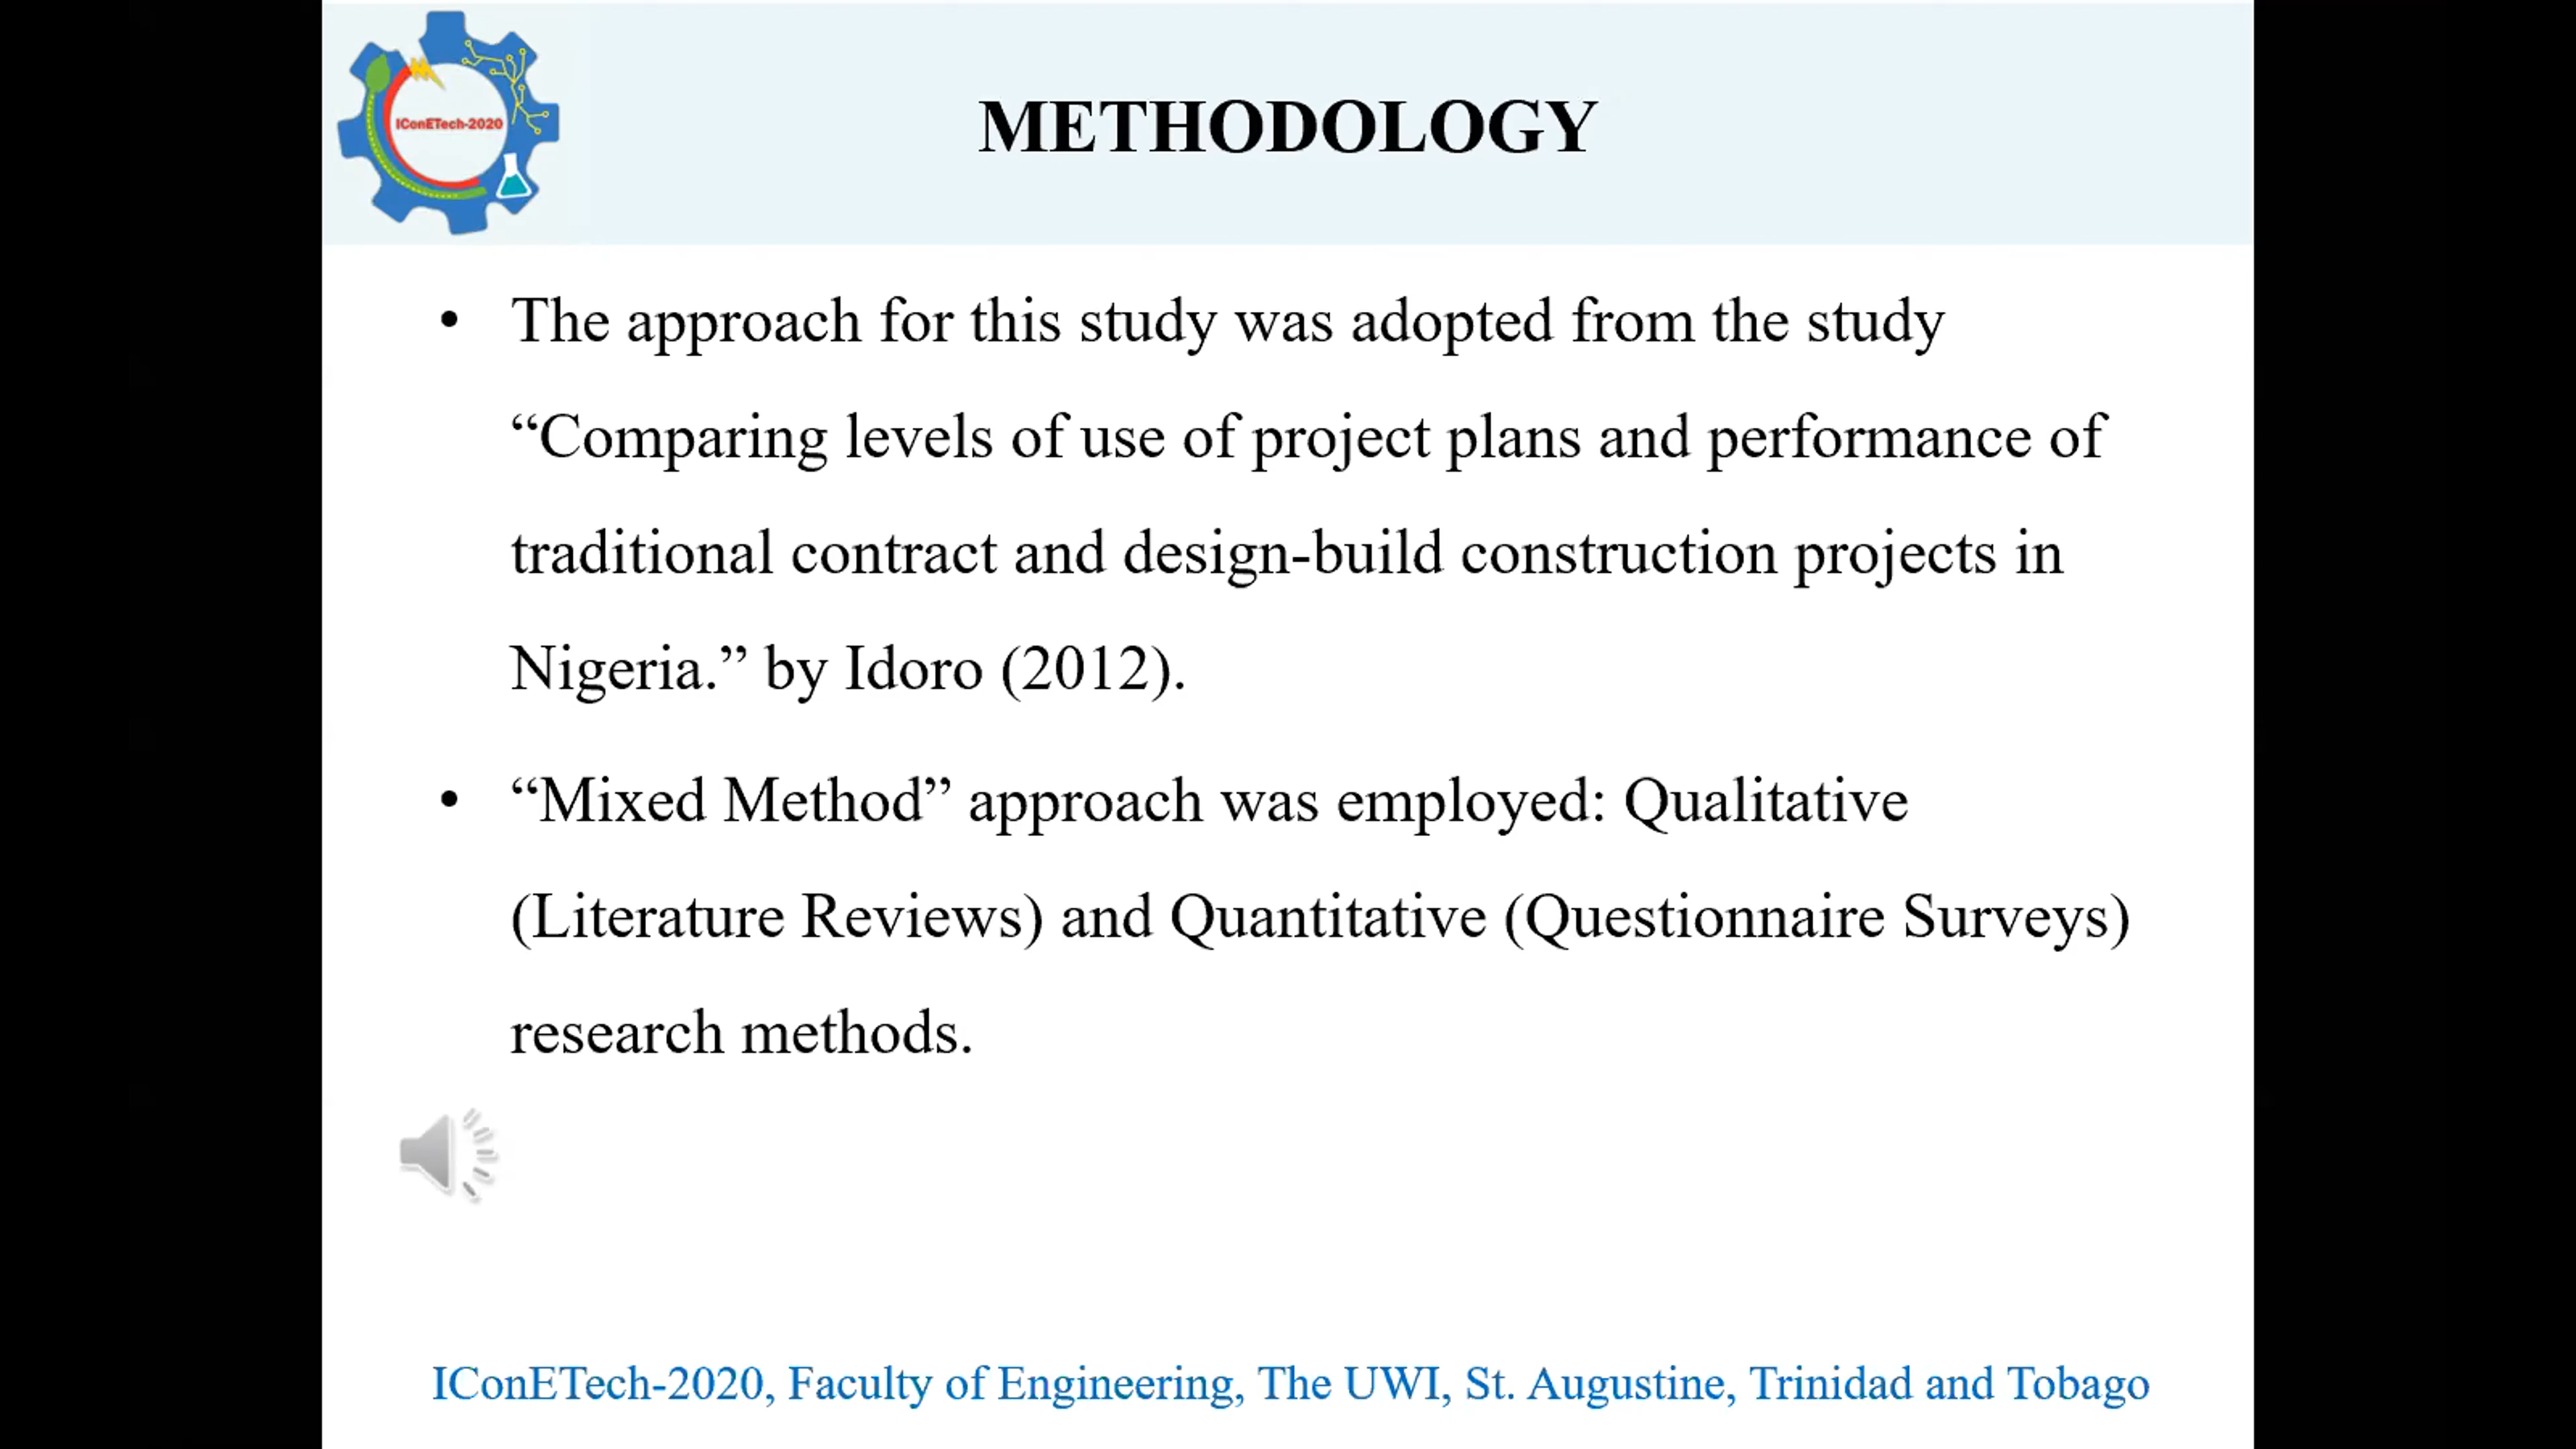 IConETech-2020
METHODOLOGY
• The approach for this study was adopted from the study
“Comparing levels of use of project plans and performance of
traditional contract and design-build construction projects in
Nigeria.” by Idoro (2012).
• “Mixed Method” approach was employed: Qualitative
(Literature Reviews) and Quantitative (Questionnaire Surveys)
research methods.
IConETech-2020, Faculty of Engineering, The UWI, St. Augustine, Trinidad and Tobago